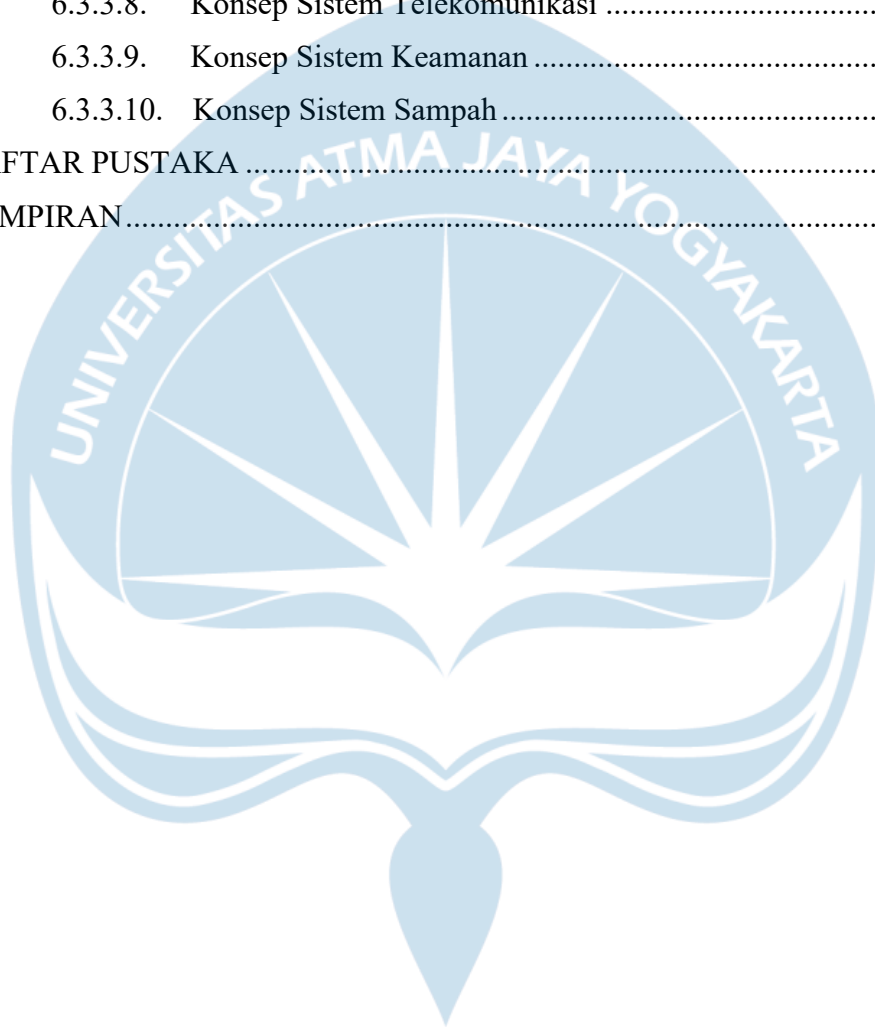 6.3.3.8. Konsep Sistem Telekomunikasi ....................................
6.3.3.9. Konsep Sistem Keamanan .............................................
6.3.3.10. Konsep Sistem Sampah .................................................
FTAR PUSTAKA ...................................................................................
MPIRAN ...................................................................................................
UNIVERSITAS ATMA JAYA YOGYAKARTA